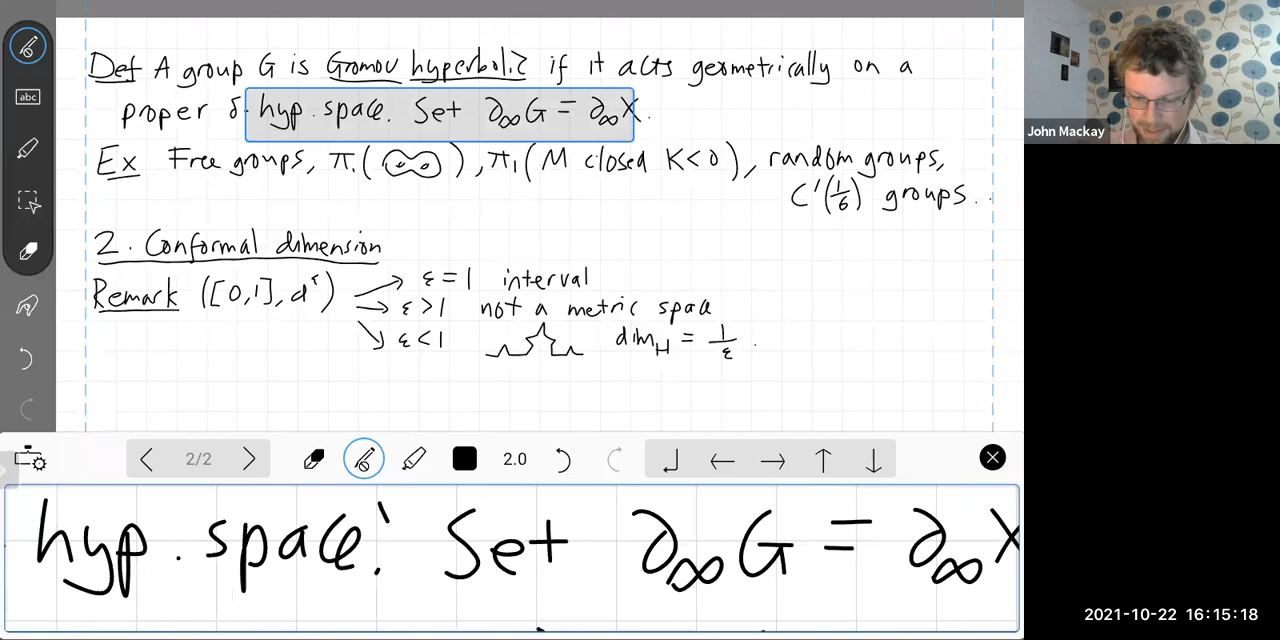 Def A group G is Gromov hyperbolic if it acts geometrically on a
proper δ- hyp. space. Set ∂∞G = ∂∞X.
Ex Free groups, π₁( ), π₁(M closed K<0), random groups,
C'(1/6) groups...
2. Conformal dimension
Remark ([0,1], d^ε) → ε = 1 interval
→ ε > 1 not a metric space
↘ ε < 1 dim_H = 1/ε.
John Mackay
abc
2/2
2.0
hyp. space. Set ∂∞G = ∂∞X
2021-10-22 16:15:18